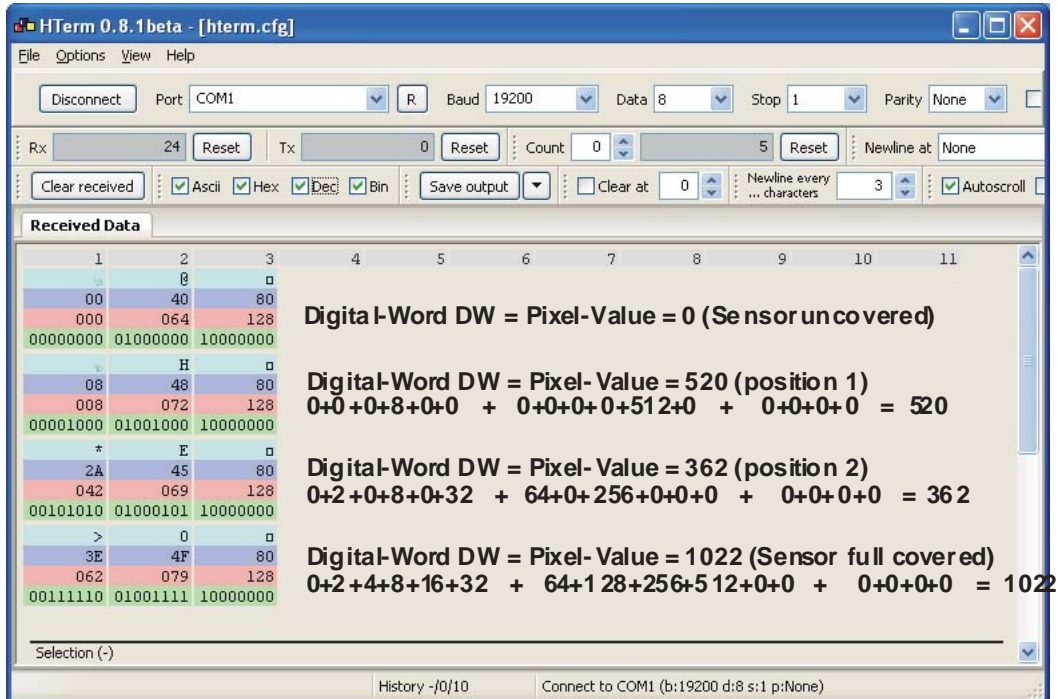 HTerm 0.8.1beta - [hterm.cfg]
File Options View Help
Disconnect Port COM1 R Baud 19200 Data 8 Stop 1 Parity None
Rx 24 Reset Tx 0 Reset Count 0 5 Reset Newline at None
Clear received Ascii Hex Dec Bin Save output Clear at 0 Newline every ... characters 3 Autoscroll
Received Data
1 2 3 4 5 6 7 8 9 10 11
@ □
00 40 80
000 064 128
00000000 01000000 10000000
Digital-Word DW = Pixel-Value = 0 (Sensor uncovered)
H □
08 48 80
008 072 128
00001000 01001000 10000000
Digital-Word DW = Pixel-Value = 520 (position 1)
0+0+0+8+0+0 + 0+0+0+0+512+0 + 0+0+0+0 = 520
* E □
2A 45 80
042 069 128
00101010 01000101 10000000
Digital-Word DW = Pixel-Value = 362 (position 2)
0+2+0+8+0+32 + 64+0+256+0+0+0 + 0+0+0+0 = 362
> O □
3E 4F 80
062 079 128
00111110 01001111 10000000
Digital-Word DW = Pixel-Value = 1022 (Sensor full covered)
0+2+4+8+16+32 + 64+128+256+512+0+0 + 0+0+0+0 = 1022
Selection (-)
History -/0/10 Connect to COM1 (b:19200 d:8 s:1 p:None)